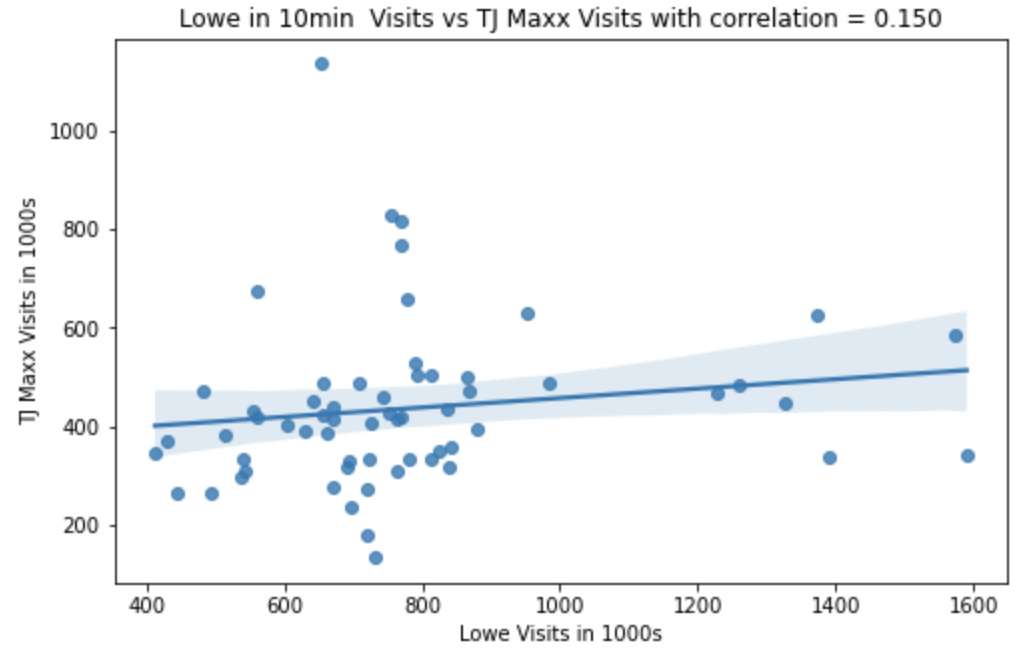 Lowe in 10min  Visits vs TJ Maxx Visits with correlation = 0.150
TJ Maxx Visits in 1000s
1000
800
600
400
200
400 600 800 1000 1200 1400 1600
Lowe Visits in 1000s